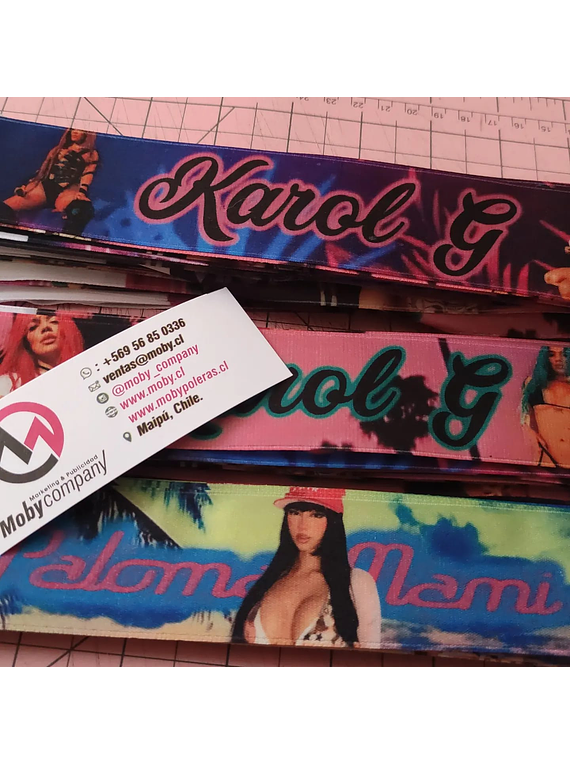 Karol G
: +569 56 85 0336
ventas@moby.cl
@moby_company
www.moby.cl
www.mobypoleras.cl
Maipú, Chile.
Marketing & Publicidad
Mobycompany
G
Paloma Mami